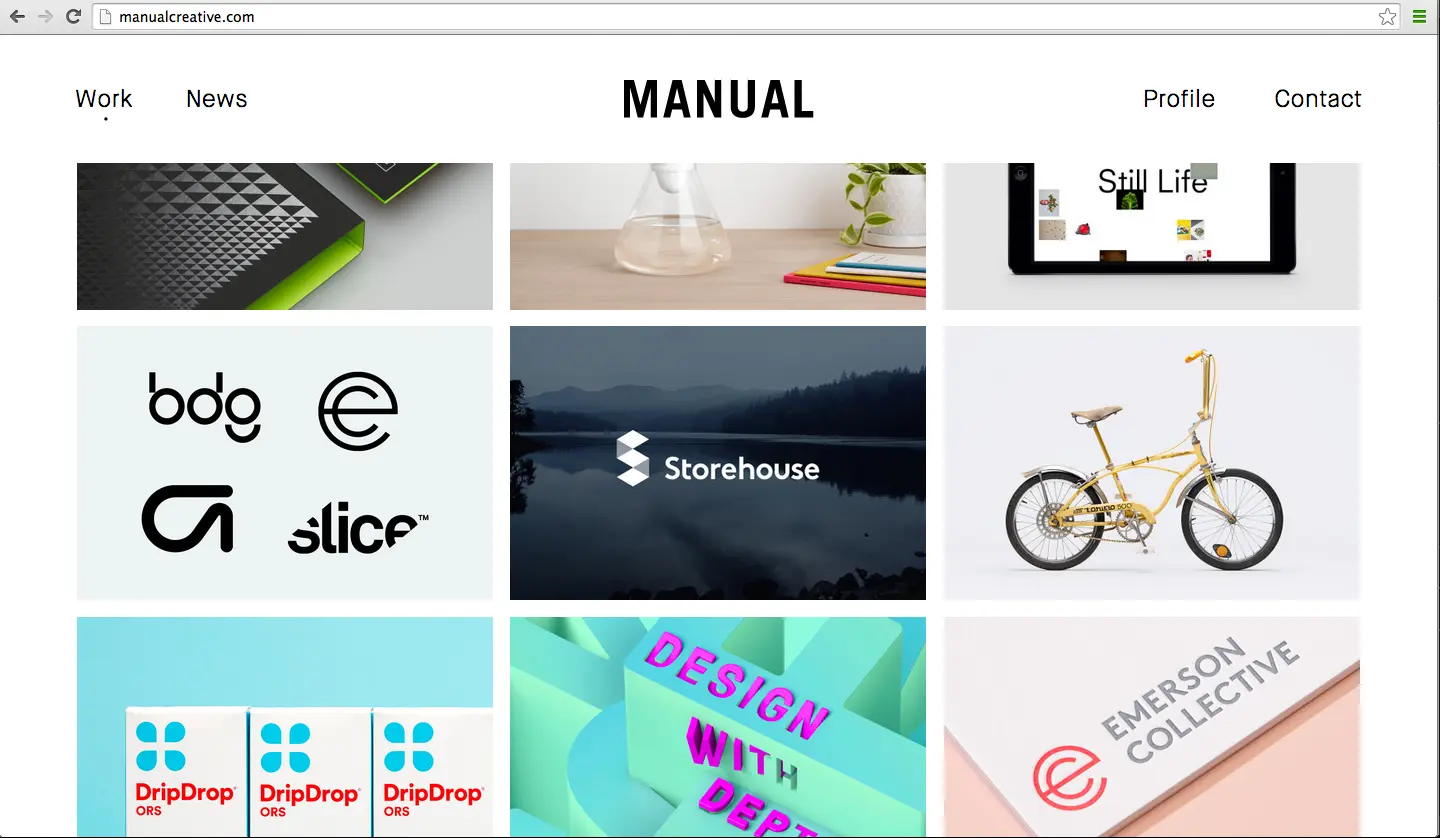 manualcreative.com
Work
News
MANUAL
Profile
Contact
Still Life
bdg
e
a
slice™
Storehouse
DESIGN
WITH
DEPT
DripDrop®
ORS
DripDrop®
ORS
DripDrop®
ORS
EMERSON
COLLECTIVE